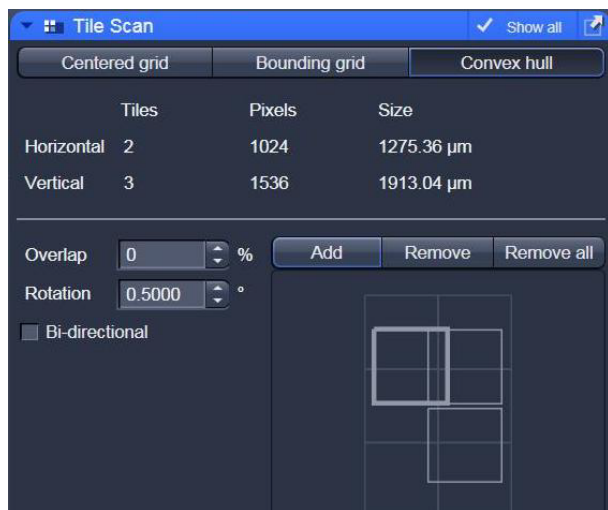 Tile Scan Show all
Centered grid Bounding grid Convex hull
Tiles Pixels Size
Horizontal 2 1024 1275.36 µm
Vertical 3 1536 1913.04 µm
Overlap 0 % Add Remove Remove all
Rotation 0.5000 °
Bi-directional